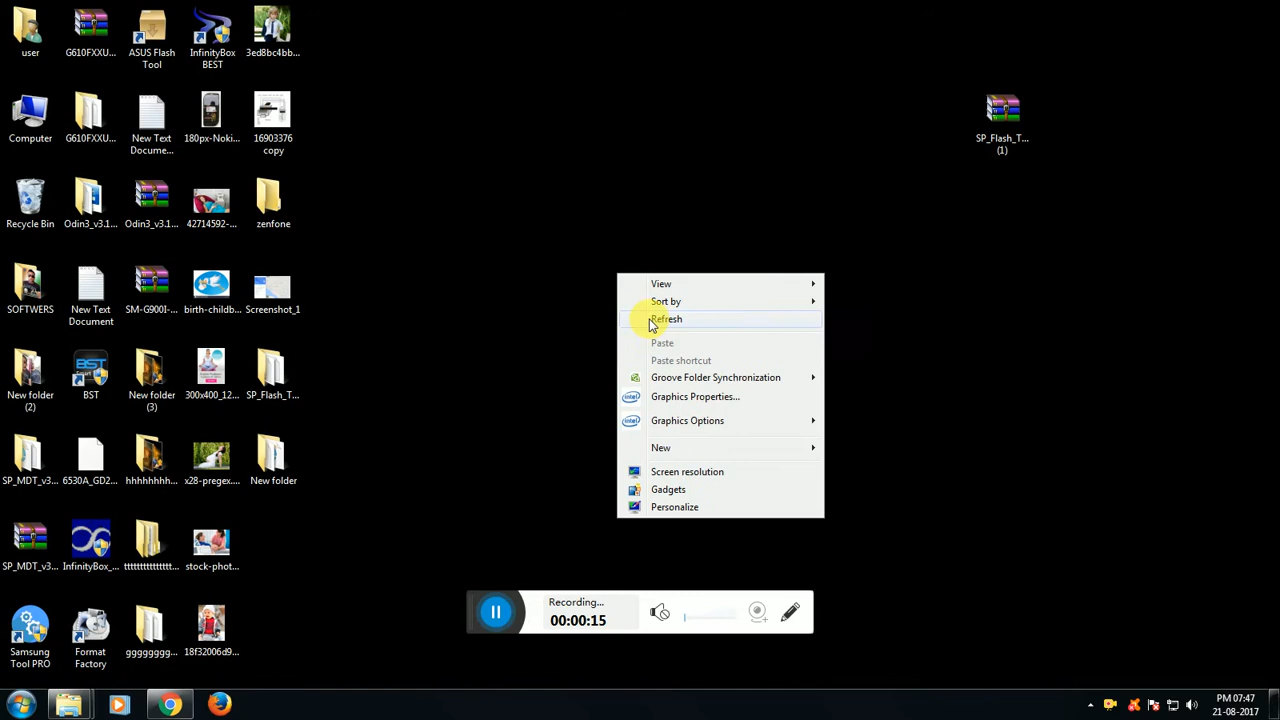 user
G610FXXU...
ASUS Flash
Tool
InfinityBox
BEST
3ed8bc4bb...
Computer
G610FXXU...
New Text
Docume...
180px-Noki...
16903376
copy
SP_Flash_T...
(1)
Recycle Bin
Odin3_v3.1...
Odin3_v3.1...
42714592-...
zenfone
SOFTWERS
New Text
Document
SM-G900I-...
birth-childb...
Screenshot_1
New folder
(2)
BST
New folder
(3)
300x400_12...
SP_Flash_T...
SP_MDT_v3...
6530A_GD2...
hhhhhhhh...
x28-pregex...
New folder
SP_MDT_v3...
InfinityBox_...
stock-phot...
Samsung
Tool PRO
Format
Factory
gggggggg...
18f32006d9...
View
Sort by
Refresh
Paste
Paste shortcut
Groove Folder Synchronization
intel
Graphics Properties...
intel
Graphics Options
New
Screen resolution
Gadgets
Personalize
Recording...
00:00:15
PM 07:47
21-08-2017